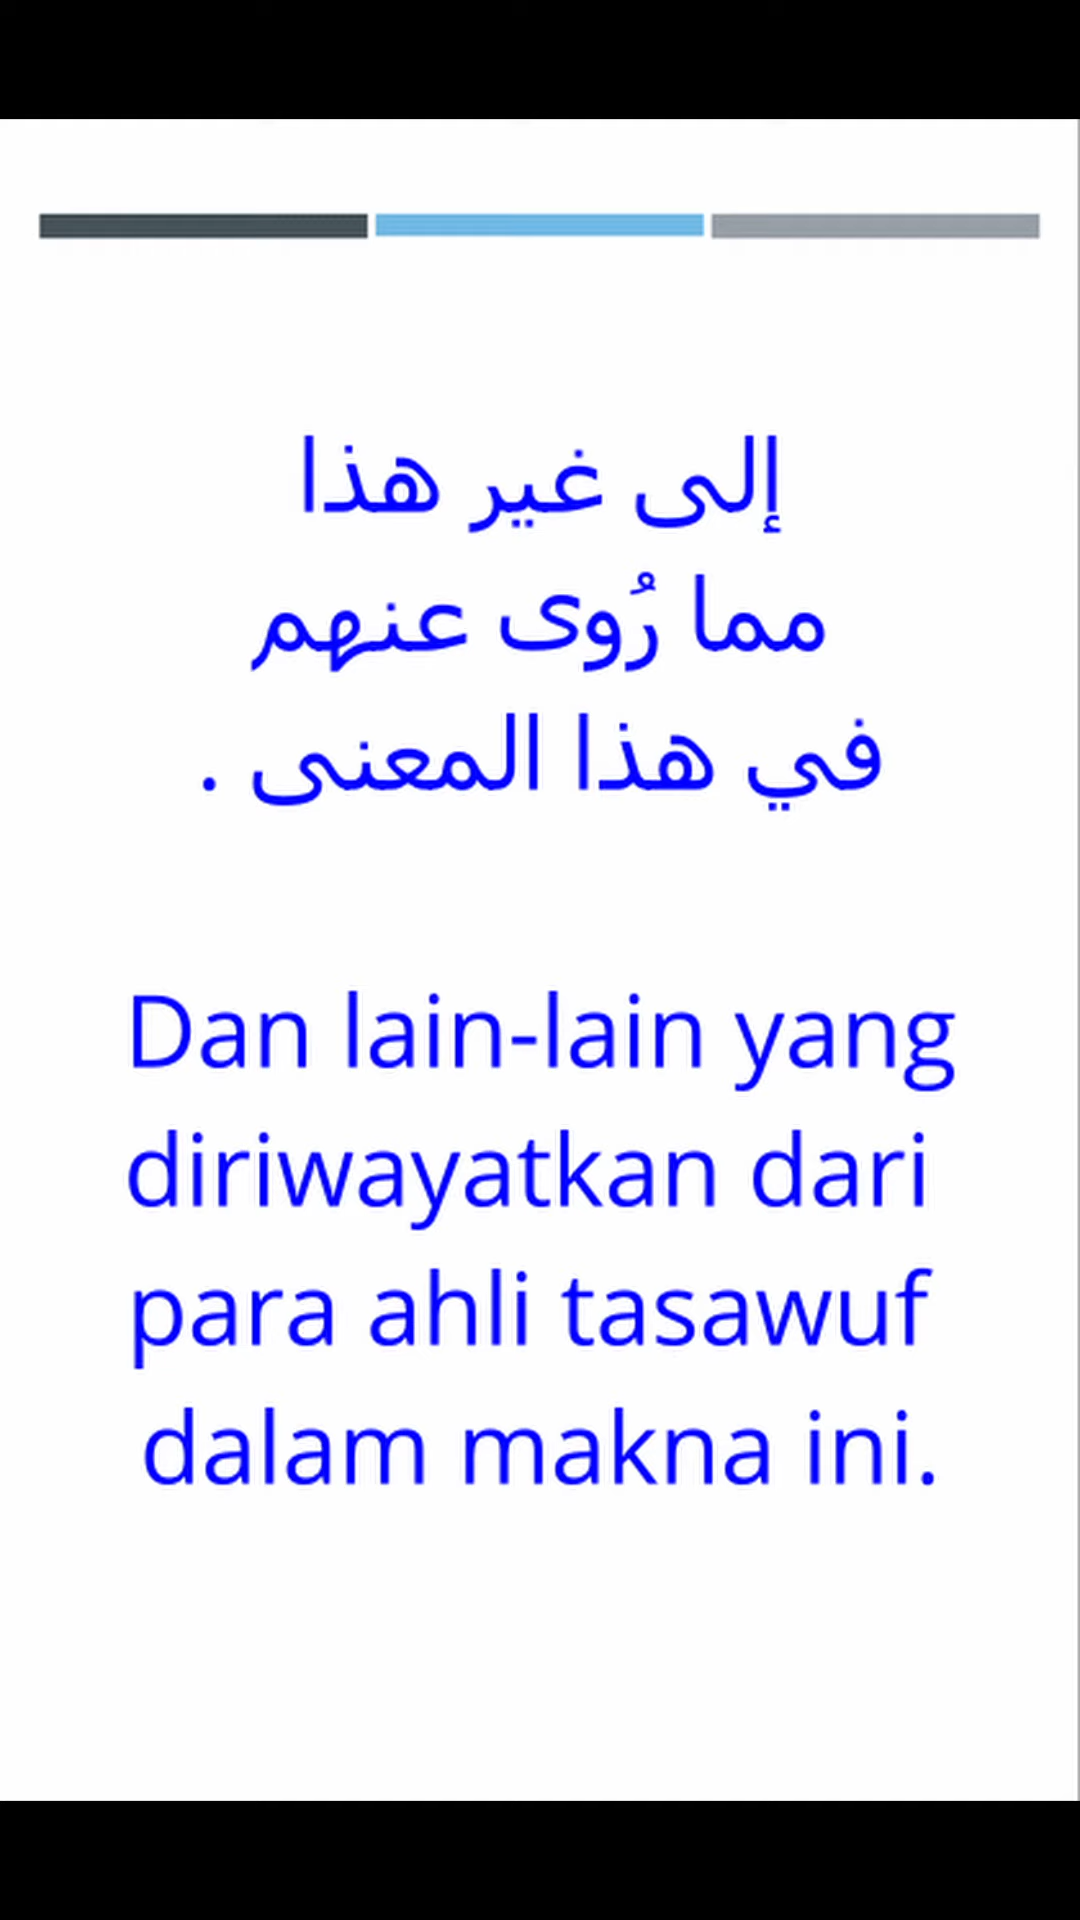 إلى غير هذا
مما رُوى عنهم
في هذا المعنى .
Dan lain-lain yang
diriwayatkan dari
para ahli tasawuf
dalam makna ini.